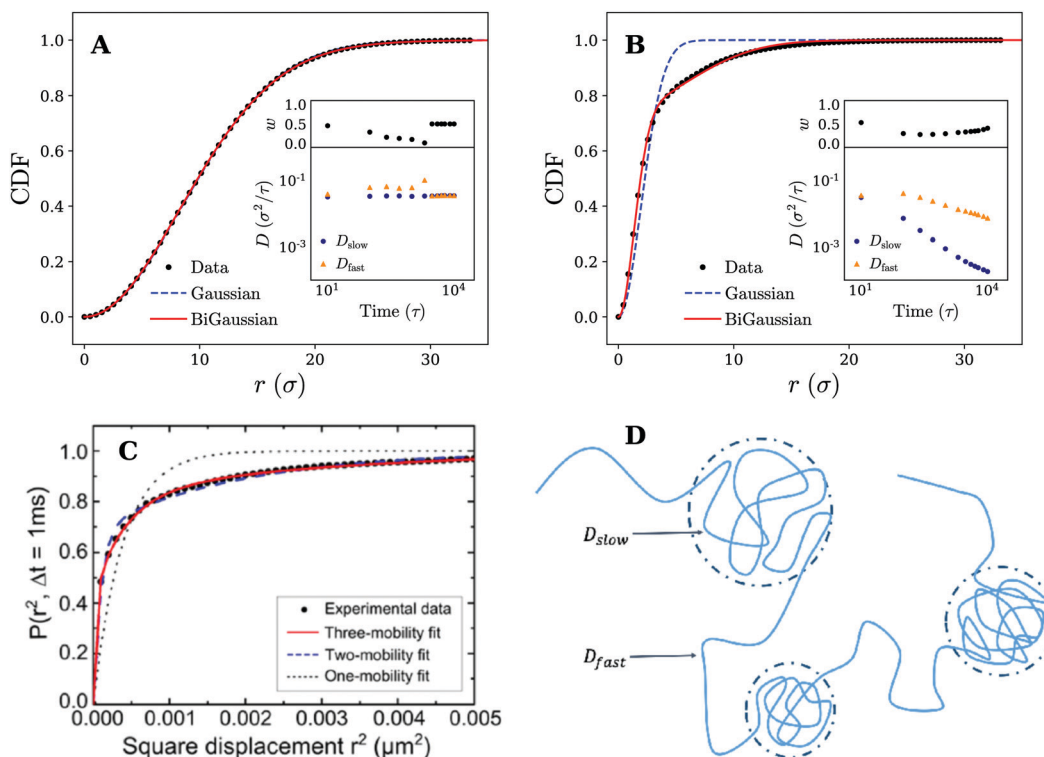 A
1.0
0.8
0.6
0.4
0.2
0.0
CDF
0 10 20 30
r (σ)
Data
Gaussian
BiGaussian
1.0
0.5
0.0
w
10⁻¹
10⁻³
D (σ²/τ)
D_slow
D_fast
10¹ 10⁴
Time (τ)
B
1.0
0.8
0.6
0.4
0.2
0.0
CDF
0 10 20 30
r (σ)
Data
Gaussian
BiGaussian
1.0
0.5
0.0
w
10⁻¹
10⁻³
D (σ²/τ)
D_slow
D_fast
10¹ 10⁴
Time (τ)
C
1.0
0.8
0.6
0.4
0.2
0.0
P(r², Δt = 1ms)
Experimental data
Three-mobility fit
Two-mobility fit
One-mobility fit
0.000 0.001 0.002 0.003 0.004 0.005
Square displacement r² (μm²)
D
D_slow
D_fast